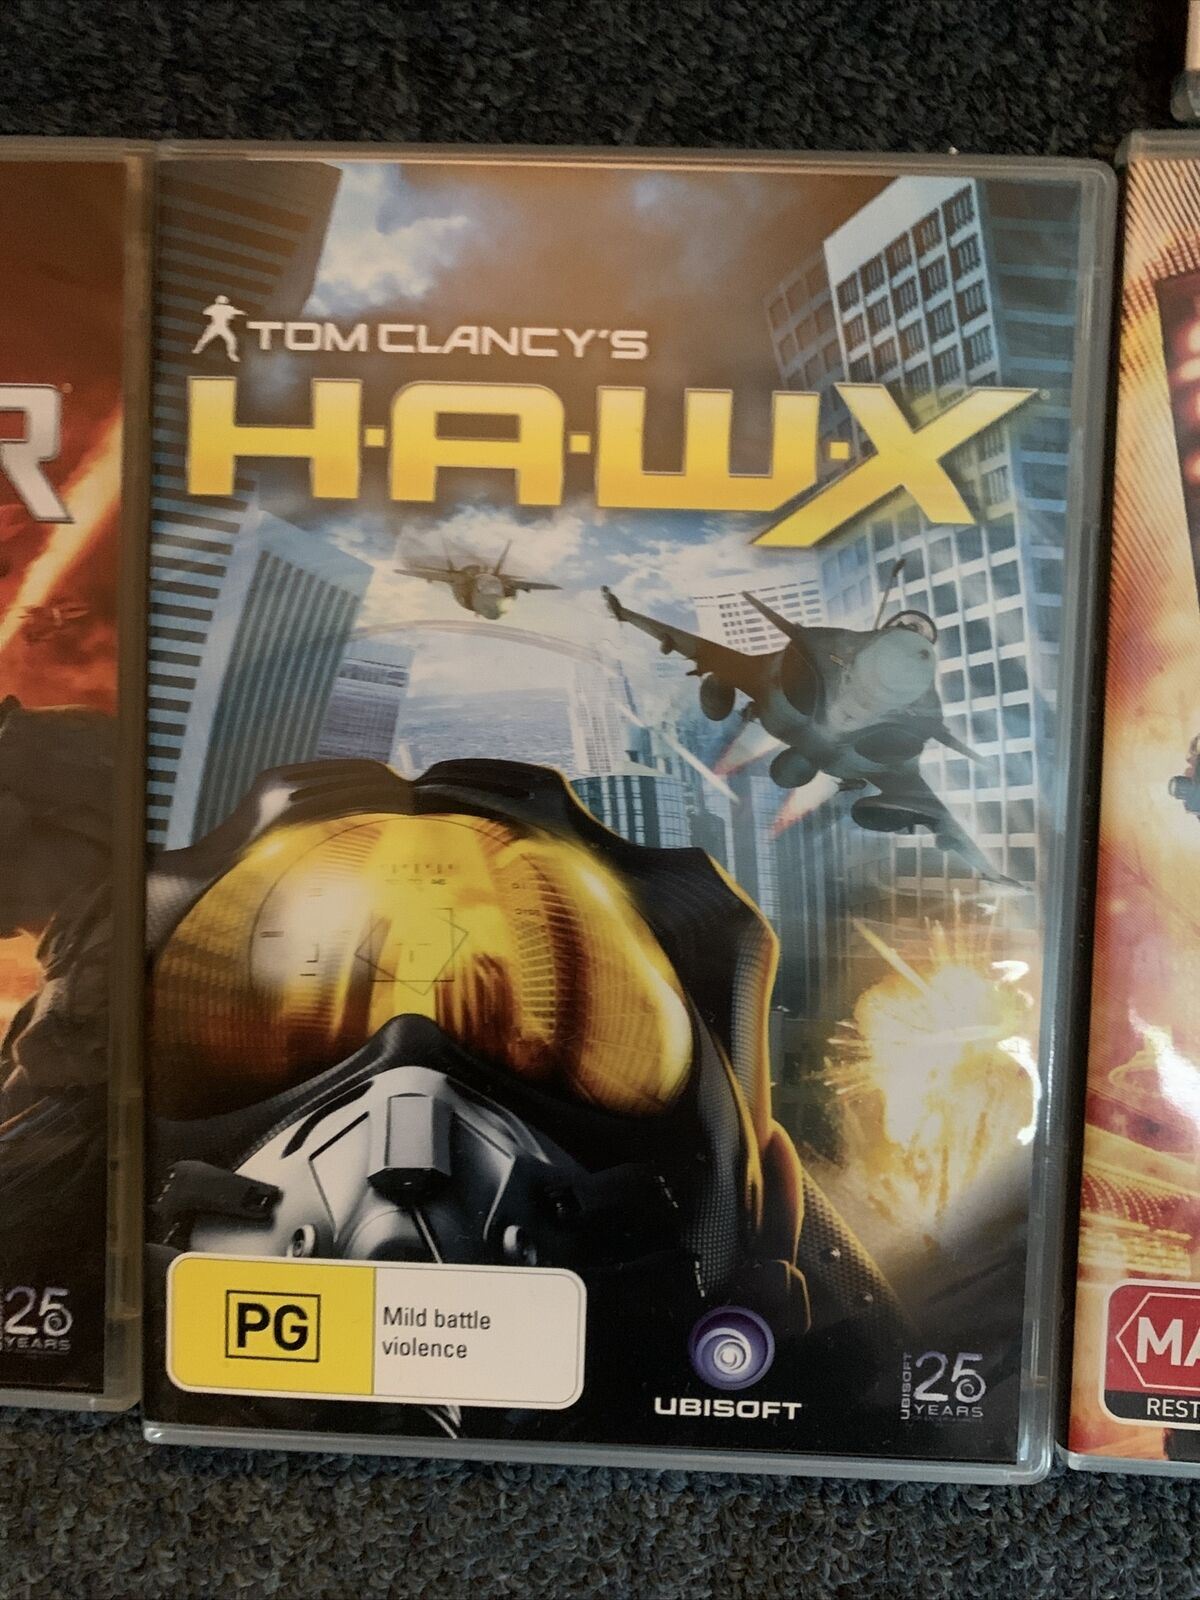 TOM CLANCY'S
H·A·W·X
R
PG
Mild battle
violence
UBISOFT
UBISOFT
25
YEARS
25
YEARS
MA
REST